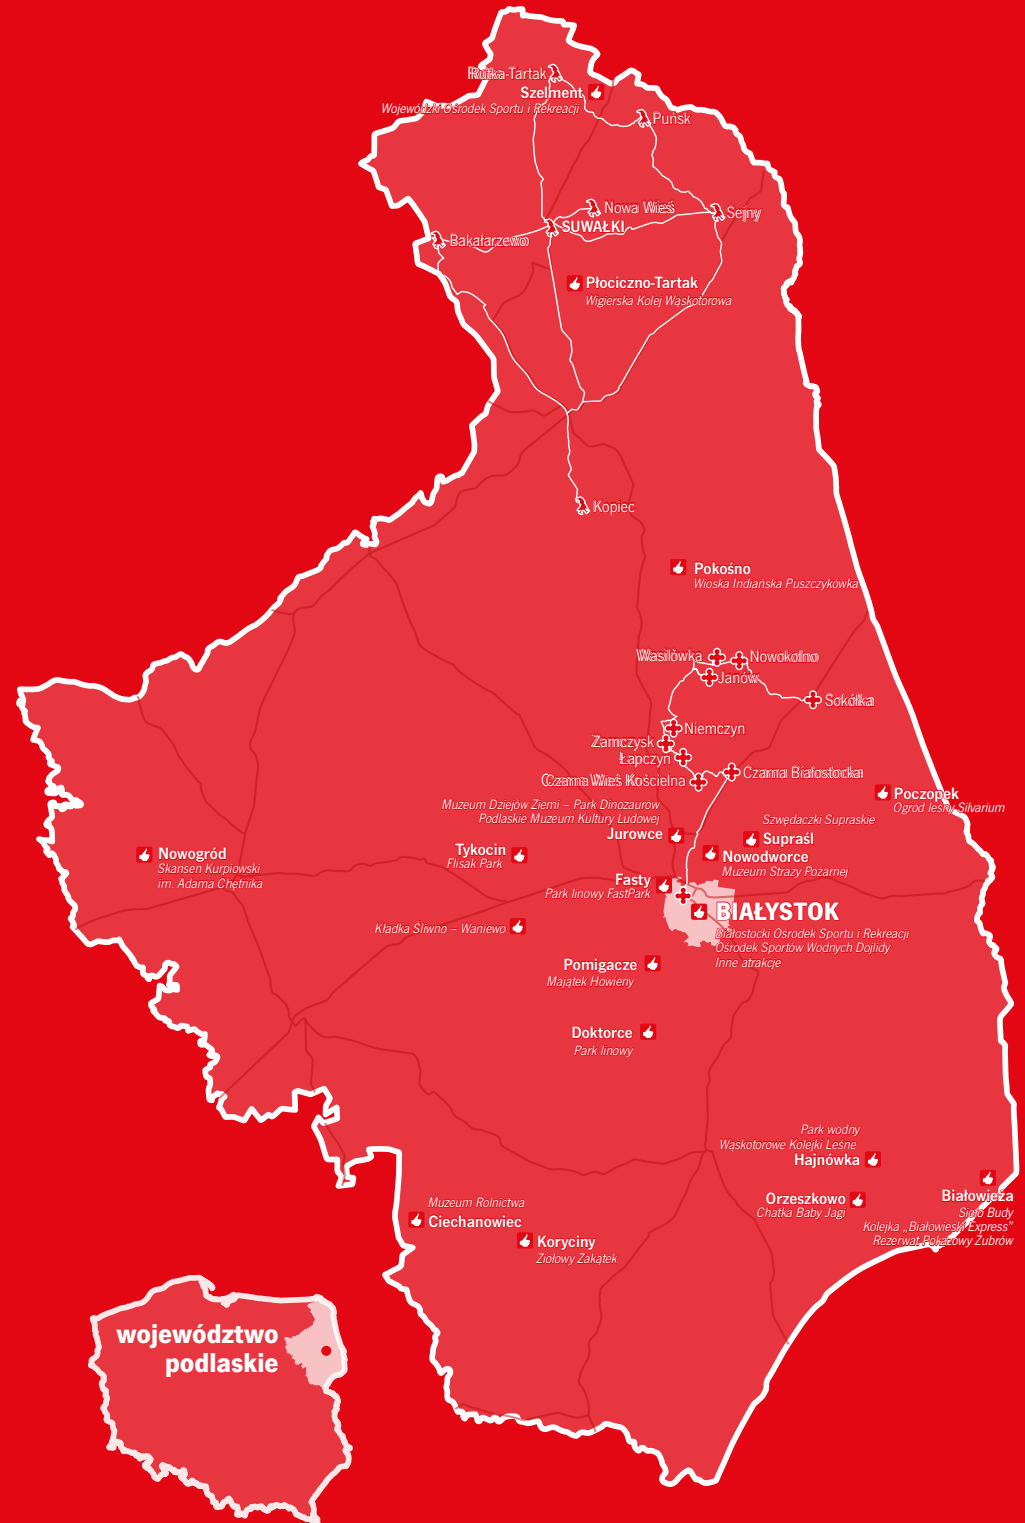 Rutka-Tartak
Szelment
Wojewódzki Ośrodek Sportu i Rekreacji
Puńsk
Nowa Wieś
Sejny
SUWAŁKI
Bakałarzewo
Płociczno-Tartak
Wigierska Kolej Wąskotorowa
Kopiec
Pokośno
Wioska Indiańska Puszczykówka
Wasilówka
Nowokolno
Janów
Sokółka
Niemczyn
Zamczysk
Łapczyn
Czarna Wieś Kościelna
Czarna Białostocka
Poczopek
Ogród leśny Silvarium
Muzeum Dziejów Ziemi – Park Dinozaurów
Podlaskie Muzeum Kultury Ludowej
Jurowce
Szwędaczki Supraskie
Supraśl
Nowodworce
Muzeum Straży Pożarnej
Nowogród
Skansen Kurpiowski
im. Adama Chętnika
Tykocin
Flisak Park
Fasty
Park linowy FastPark
BIAŁYSTOK
Białostocki Ośrodek Sportu i Rekreacji
Ośrodek Sportów Wodnych Dojlidy
Inne atrakcje
Kładka Śliwno – Waniewo
Pomigacze
Majątek Howieny
Doktorce
Park linowy
Park wodny
Wąskotorowe Kolejki Leśne
Hajnówka
Orzeszkowo
Chatka Baby Jagi
Białowieża
Sioło Budy
Kolejka „Białowieski Express”
Rezerwat Pokazowy Żubrów
Muzeum Rolnictwa
Ciechanowiec
Koryciny
Ziołowy Zakątek
województwo
podlaskie